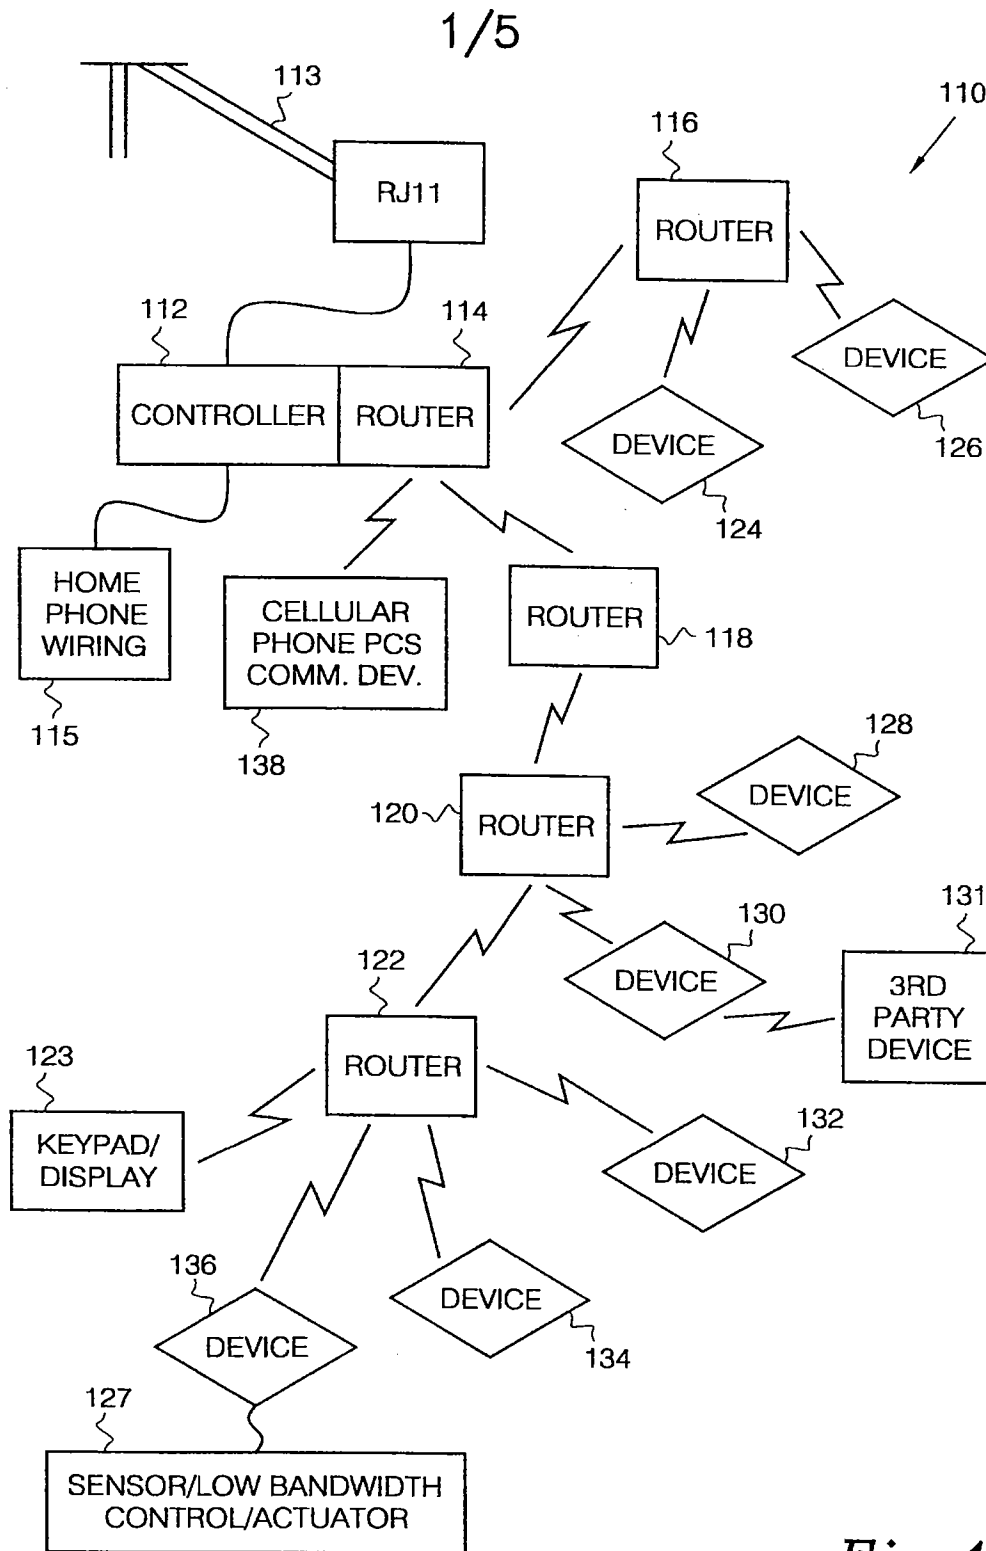 1/5
113
110
116
RJ11
ROUTER
112
114
DEVICE
CONTROLLER
ROUTER
DEVICE
126
124
HOME
PHONE
WIRING
CELLULAR
PHONE PCS
COMM. DEV.
ROUTER
118
115
138
128
DEVICE
120
ROUTER
130
131
122
DEVICE
3RD
PARTY
DEVICE
123
ROUTER
132
KEYPAD/
DISPLAY
DEVICE
136
DEVICE
DEVICE
134
127
SENSOR/LOW BANDWIDTH
CONTROL/ACTUATOR